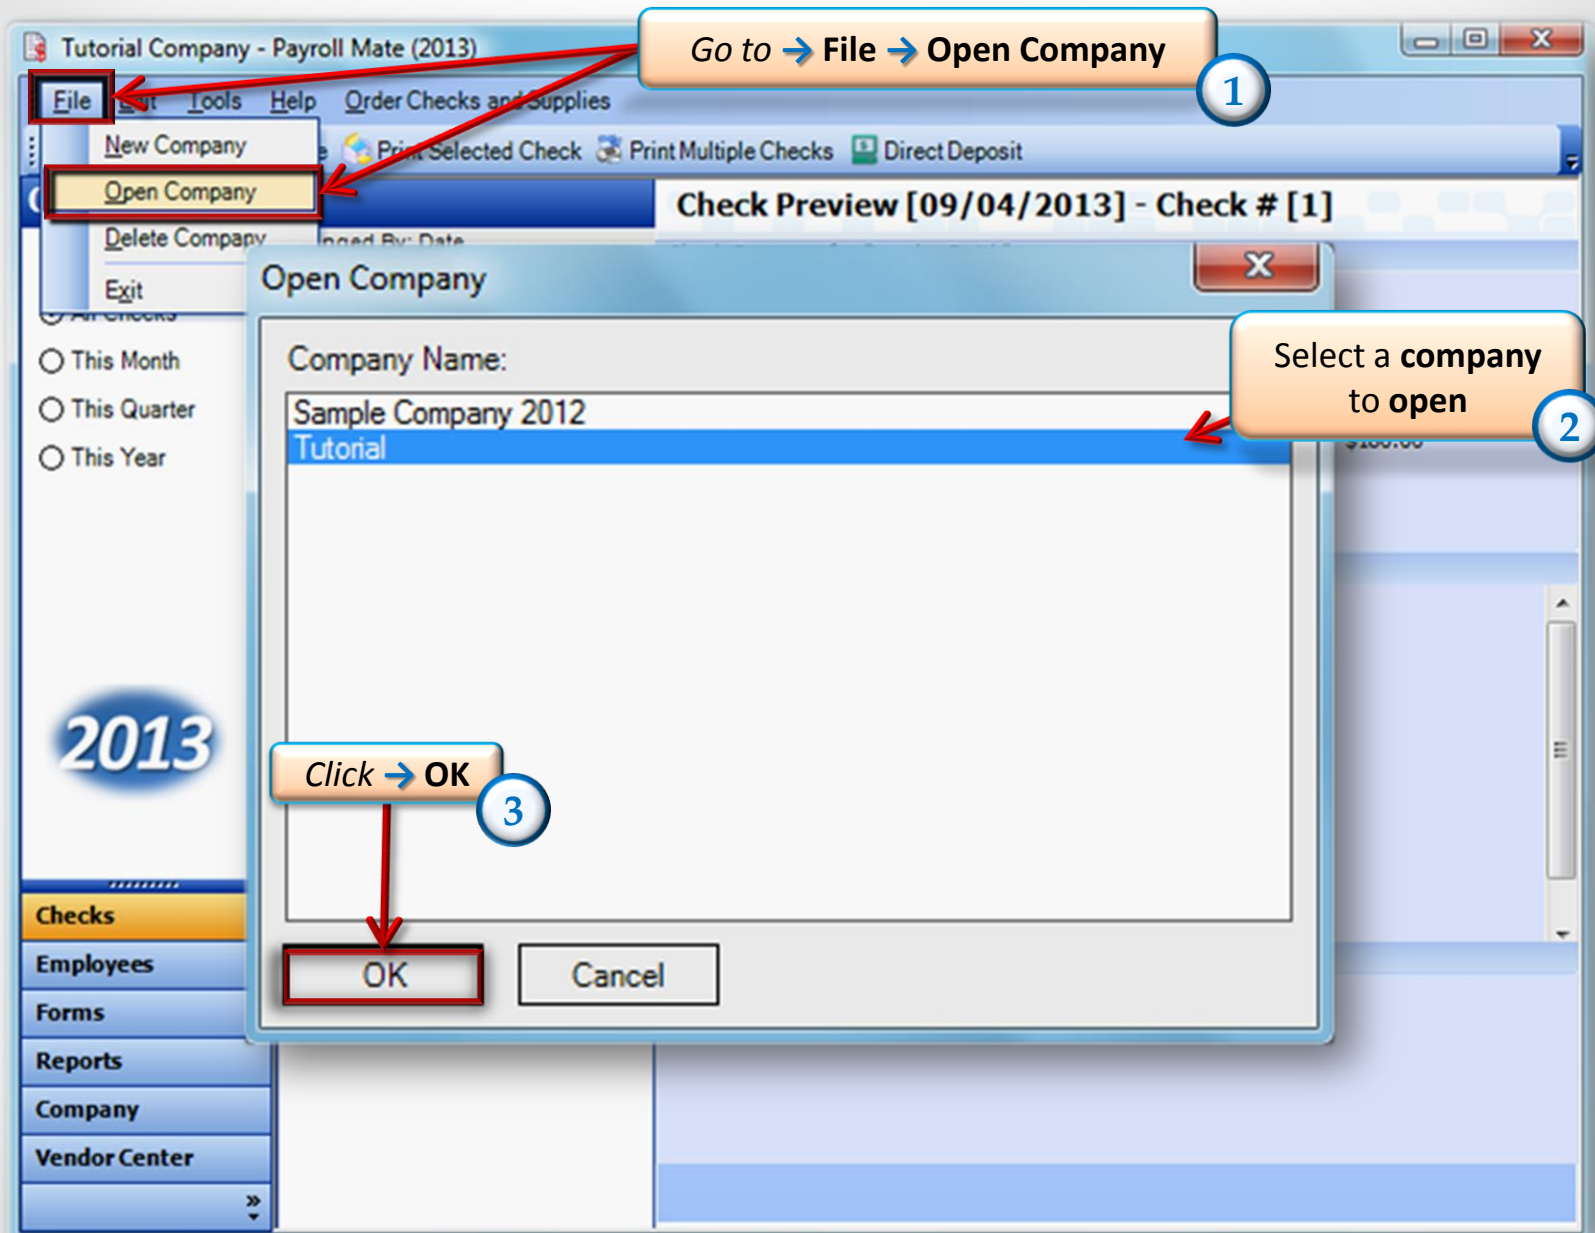 Tutorial Company - Payroll Mate (2013)
Go to → File → Open Company
1
File Edit Tools Help Order Checks and Supplies
New Company
Print Selected Check Print Multiple Checks Direct Deposit
Open Company
Check Preview [09/04/2013] - Check # [1]
Delete Company
Exit
Open Company
All Checks
This Month
This Quarter
This Year
Company Name:
Sample Company 2012
Tutorial
Select a company
to open
2
2013
Click → OK
3
OK Cancel
Checks
Employees
Forms
Reports
Company
Vendor Center